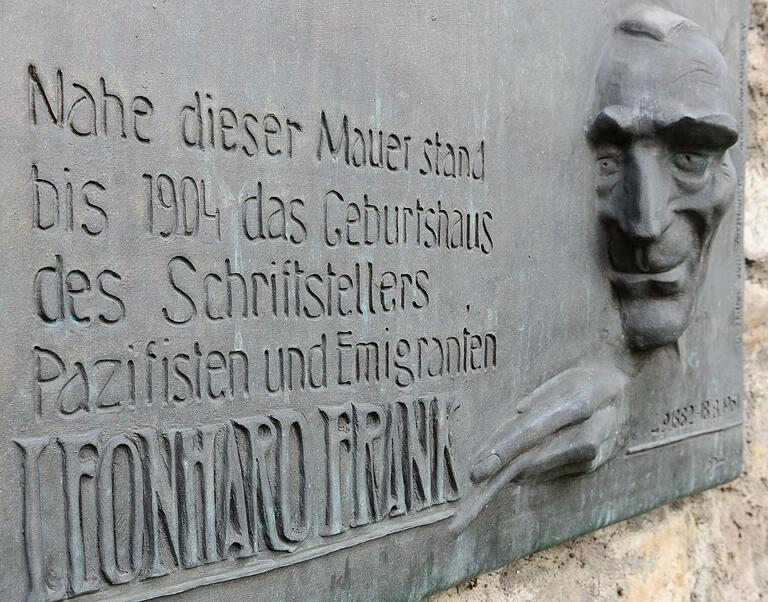 Nahe dieser Mauer stand
bis 1904 das Geburtshaus
des Schriftstellers,
Pazifisten und Emigranten
LEONHARD FRANK